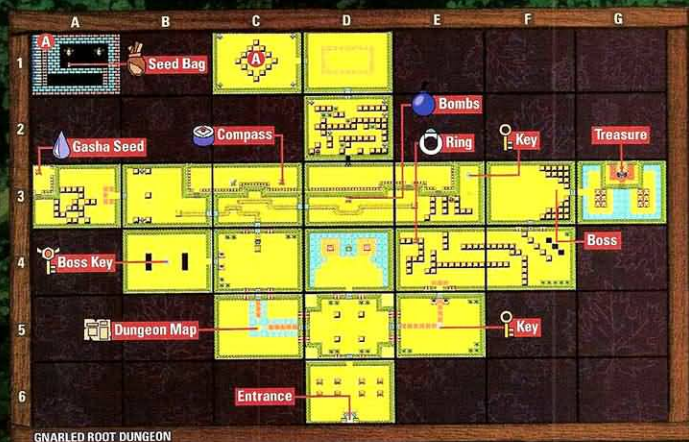 A B C D E F G
1
A
Seed Bag
A
2
Bombs
Gasha Seed
Compass
Ring
Key
Treasure
3
4
Boss Key
Boss
5
Dungeon Map
Key
6
Entrance
GNARLED ROOT DUNGEON